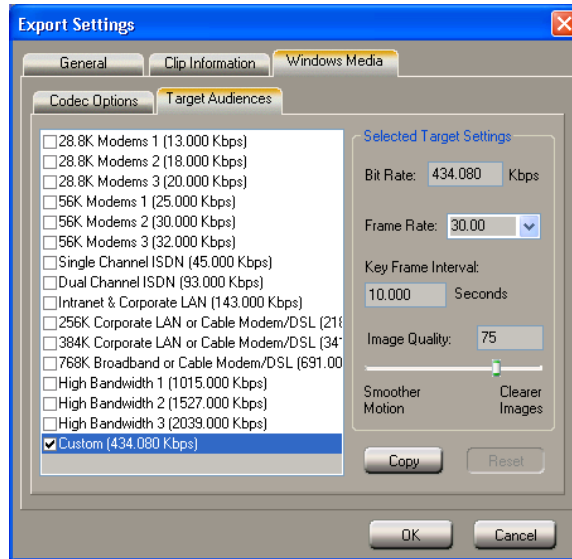 Export Settings
General Clip Information Windows Media
Codec Options Target Audiences
28.8K Modems 1 (13.000 Kbps)
28.8K Modems 2 (18.000 Kbps)
28.8K Modems 3 (20.000 Kbps)
56K Modems 1 (25.000 Kbps)
56K Modems 2 (30.000 Kbps)
56K Modems 3 (32.000 Kbps)
Single Channel ISDN (45.000 Kbps)
Dual Channel ISDN (93.000 Kbps)
Intranet & Corporate LAN (143.000 Kbps)
256K Corporate LAN or Cable Modem/DSL (218
384K Corporate LAN or Cable Modem/DSL (34
768K Broadband or Cable Modem/DSL (691.00
High Bandwidth 1 (1015.000 Kbps)
High Bandwidth 2 (1527.000 Kbps)
High Bandwidth 3 (2039.000 Kbps)
Custom (434.080 Kbps)
Selected Target Settings
Bit Rate: 434.080 Kbps
Frame Rate: 30.00
Key Frame Interval:
10.000 Seconds
Image Quality: 75
Smoother Clearer
Motion Images
Copy Reset
OK Cancel